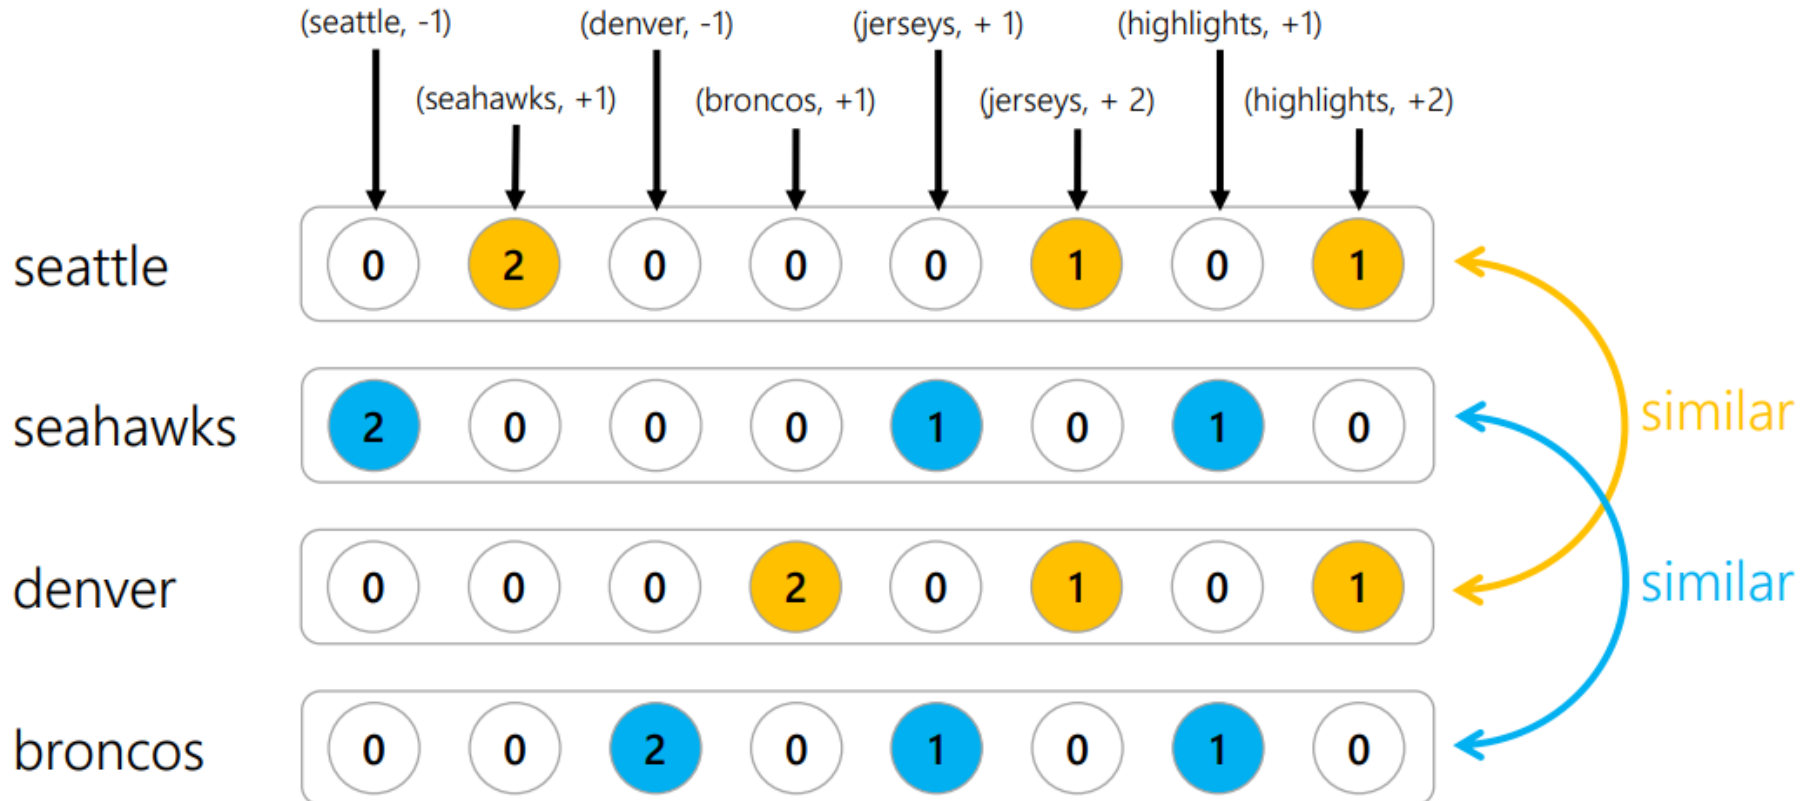 (seattle, -1) (denver, -1) (jerseys, + 1) (highlights, +1)
(seahawks, +1) (broncos, +1) (jerseys, + 2) (highlights, +2)
seattle 0 2 0 0 0 1 0 1
seahawks 2 0 0 0 1 0 1 0
similar
denver 0 0 0 2 0 1 0 1
similar
broncos 0 0 2 0 1 0 1 0